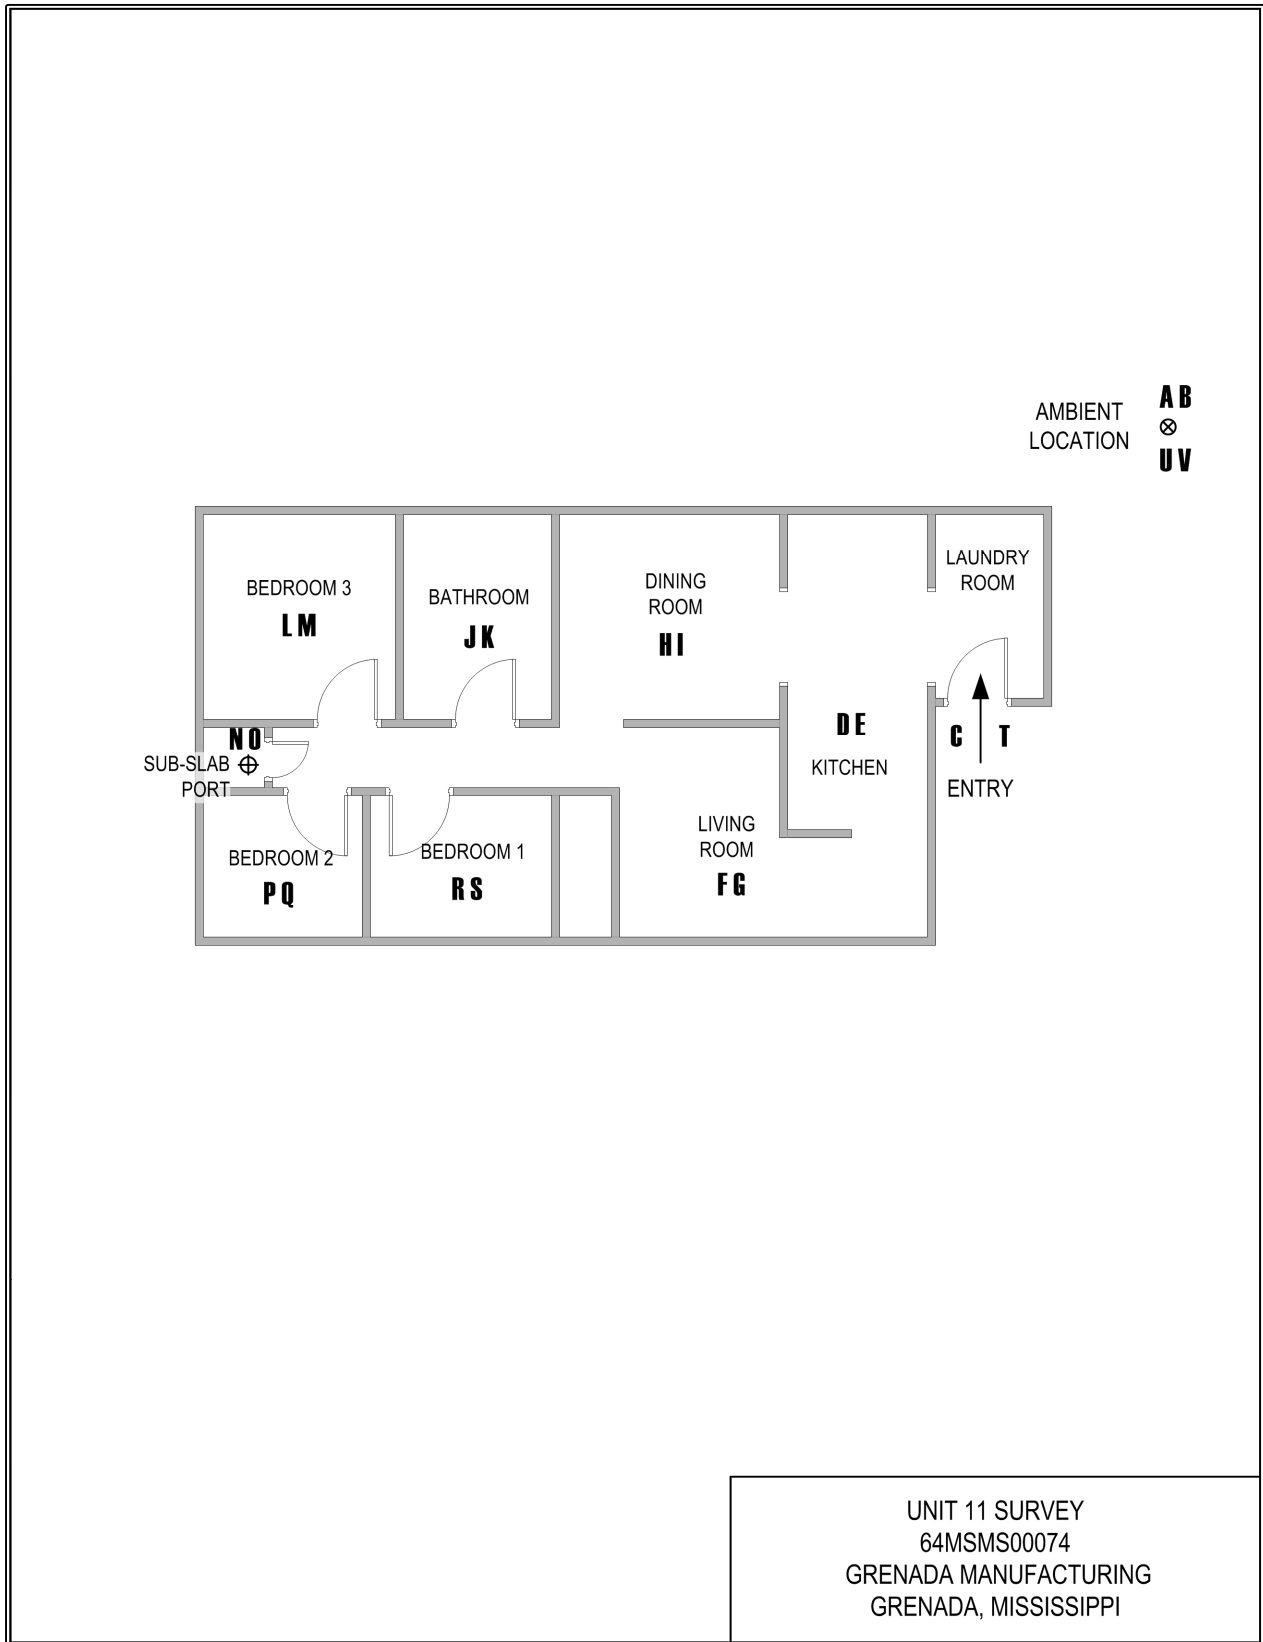 A B
AMBIENT
LOCATION
U V
BEDROOM 3
L M
BATHROOM
J K
DINING
ROOM
H I
LAUNDRY
ROOM
D E
KITCHEN
C T
ENTRY
N O
SUB-SLAB
PORT
LIVING
ROOM
F G
BEDROOM 2
P Q
BEDROOM 1
R S
UNIT 11 SURVEY
64MSMS00074
GRENADA MANUFACTURING
GRENADA, MISSISSIPPI